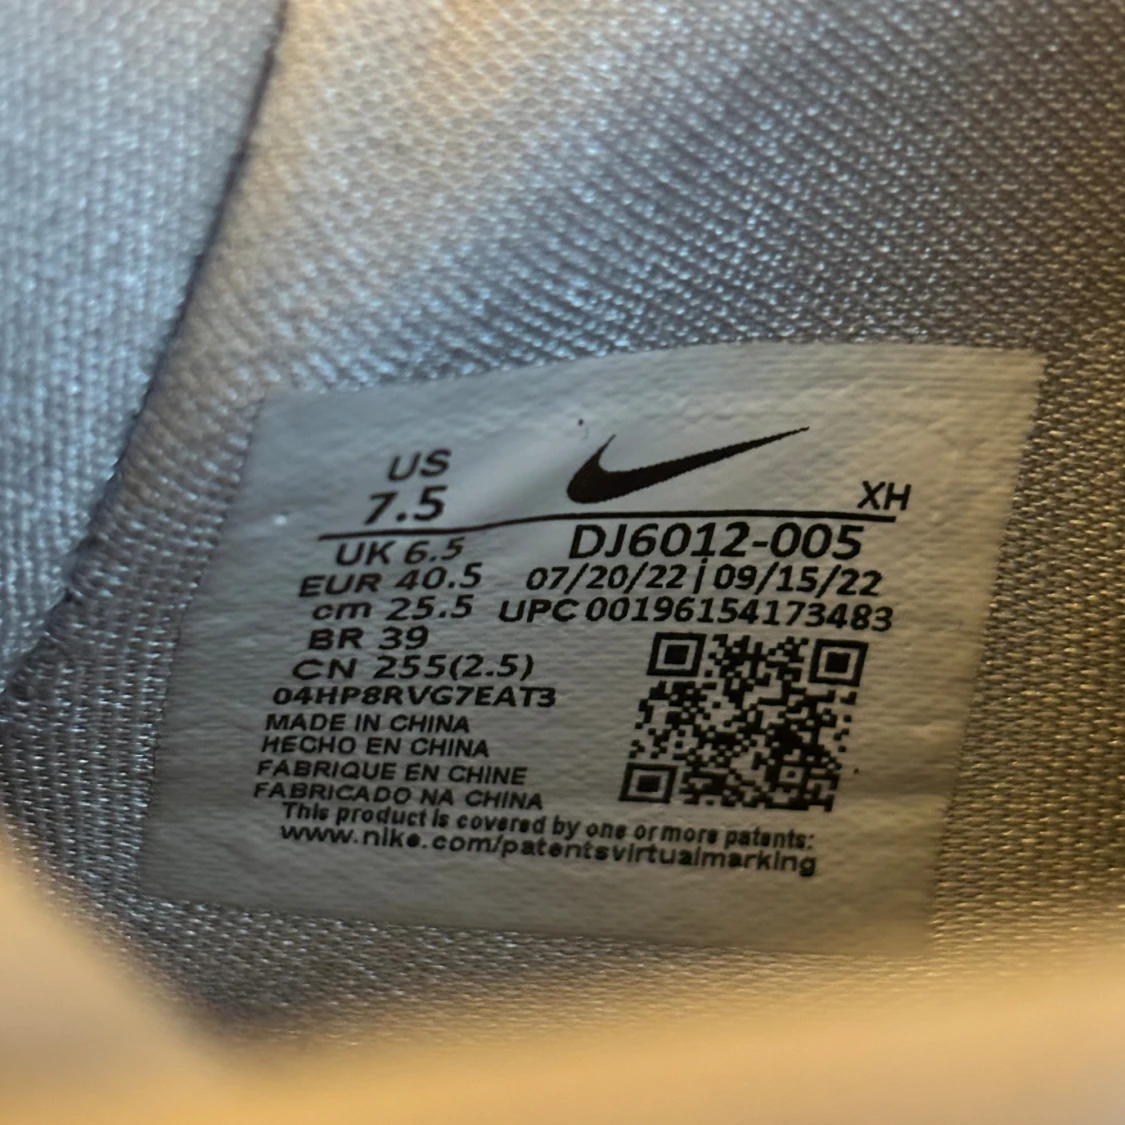 US
7.5
XH
UK 6.5
EUR 40.5
cm 25.5
BR 39
CN 255(2.5)
04HP8RVG7EAT3
DJ6012-005
07/20/22 | 09/15/22
UPC 00196154173483
MADE IN CHINA
HECHO EN CHINA
FABRIQUE EN CHINE
FABRICADO NA CHINA
This product is covered by one or more patents:
www.nike.com/patentsvirtualmarking